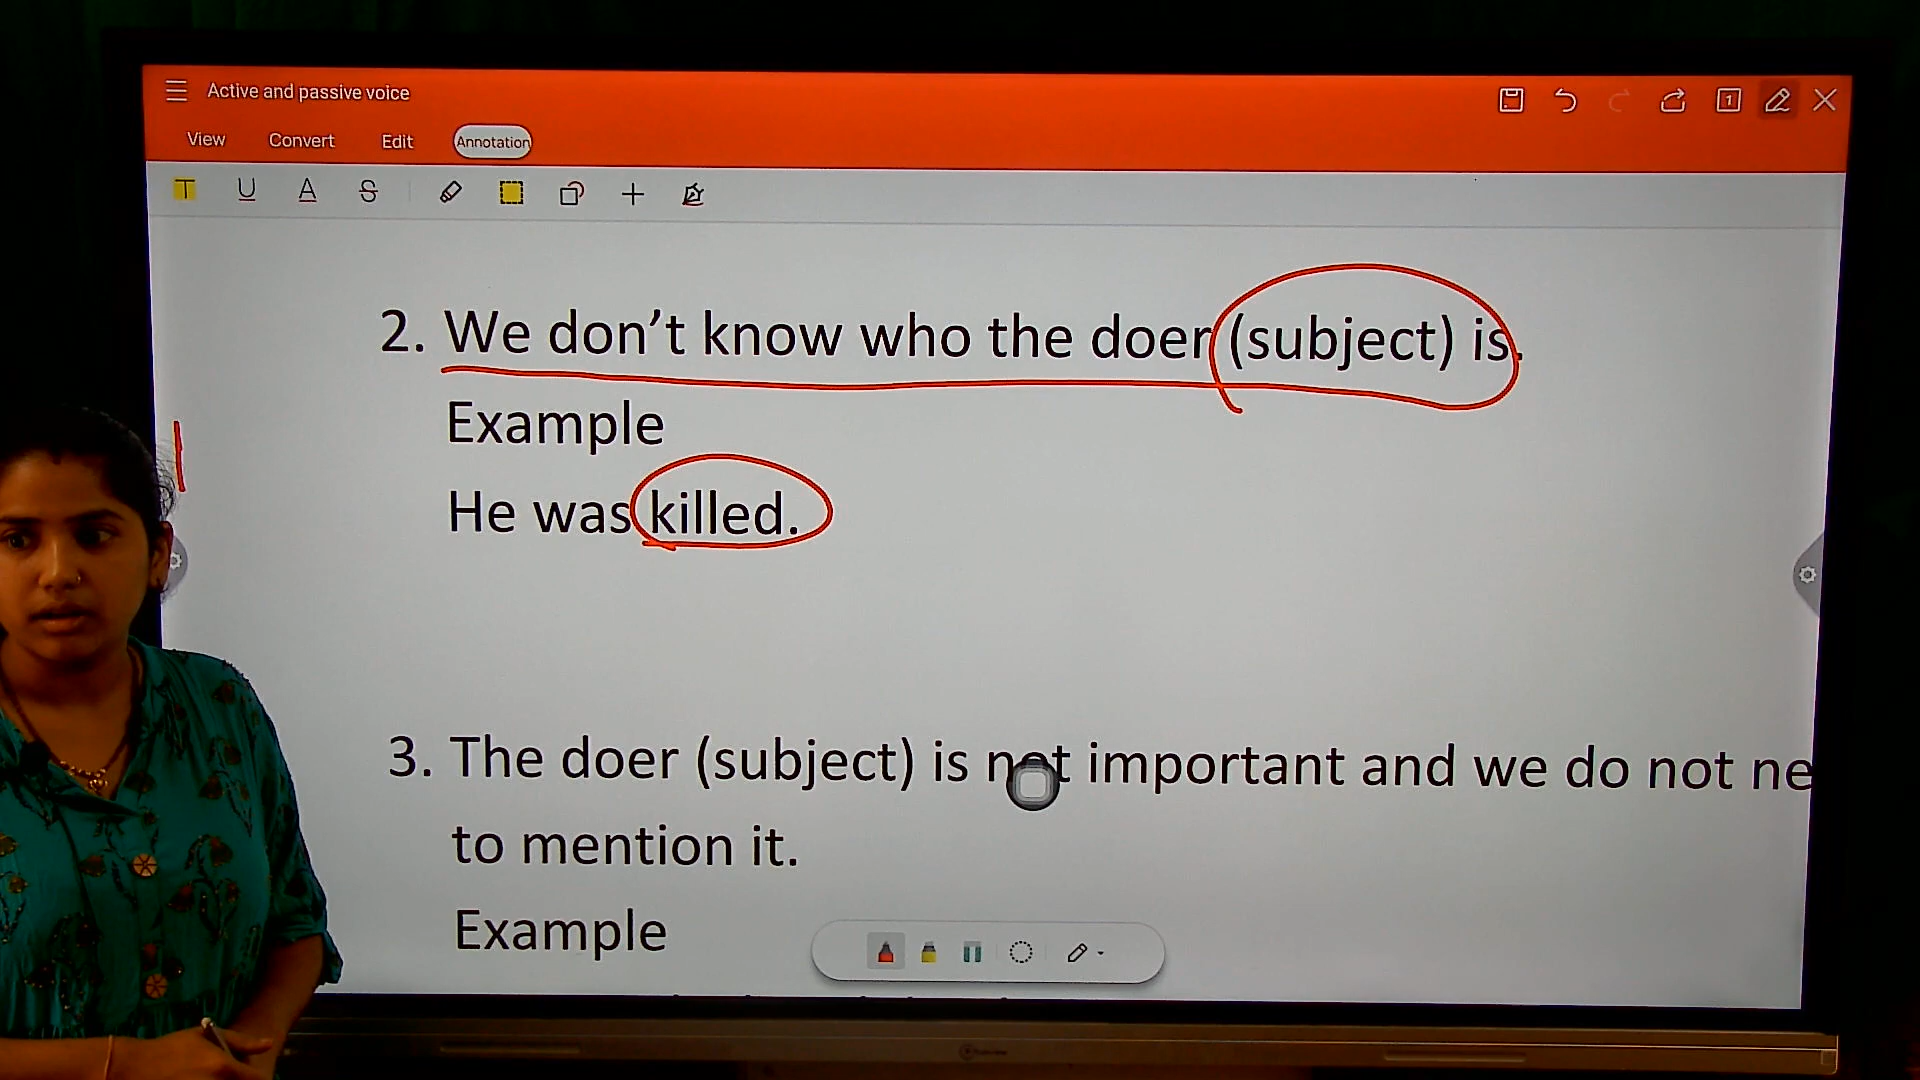 Active and passive voice
View Convert Edit Annotation
2. We don't know who the doer (subject) is.
Example
He was killed.
3. The doer (subject) is not important and we do not ne
to mention it.
Example